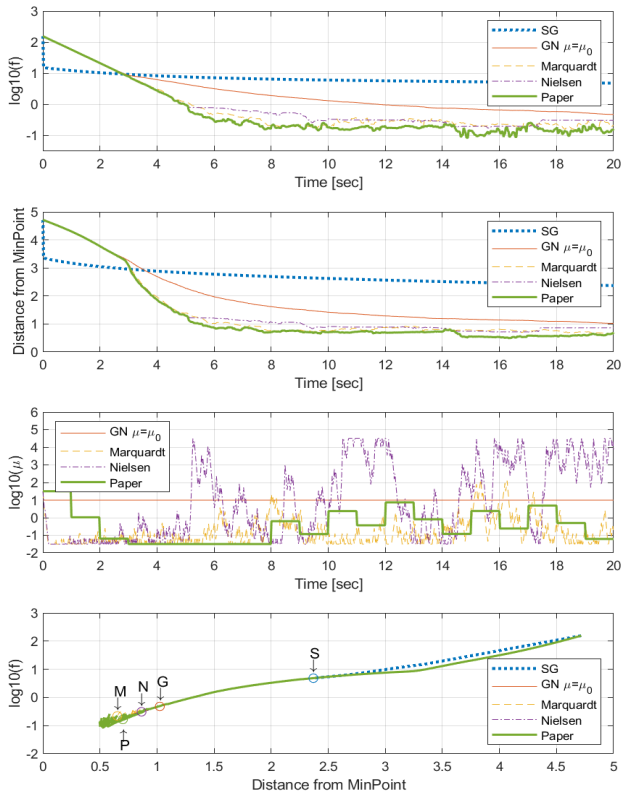 3
2
1
0
-1
log10(f)
0 2 4 6 8 10 12 14 16 18 20
Time [sec]
SG
GN μ=μ0
Marquardt
Nielsen
Paper
5
4
3
2
1
0
Distance from MinPoint
0 2 4 6 8 10 12 14 16 18 20
Time [sec]
SG
GN μ=μ0
Marquardt
Nielsen
Paper
6
5
4
3
2
1
0
-1
-2
log10(μ)
0 2 4 6 8 10 12 14 16 18 20
Time [sec]
GN μ=μ0
Marquardt
Nielsen
Paper
3
2
1
0
-1
-2
log10(f)
M
N
G
S
P
0 0.5 1 1.5 2 2.5 3 3.5 4 4.5 5
Distance from MinPoint
SG
GN μ=μ0
Marquardt
Nielsen
Paper